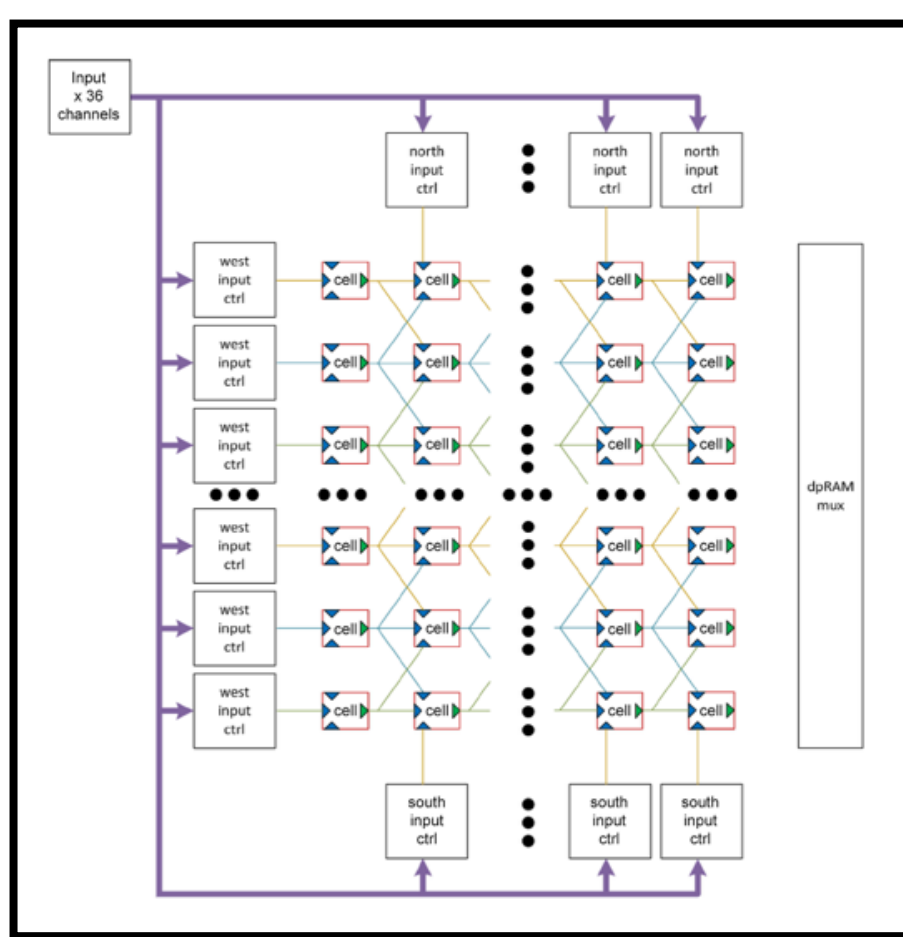 Input
x 36
channels
north
input
ctrl
north
input
ctrl
north
input
ctrl
west
input
ctrl
cell
cell
cell
cell
west
input
ctrl
cell
cell
cell
cell
west
input
ctrl
cell
cell
cell
cell
dpRAM
mux
west
input
ctrl
cell
cell
cell
cell
west
input
ctrl
cell
cell
cell
cell
west
input
ctrl
cell
cell
cell
cell
south
input
ctrl
south
input
ctrl
south
input
ctrl